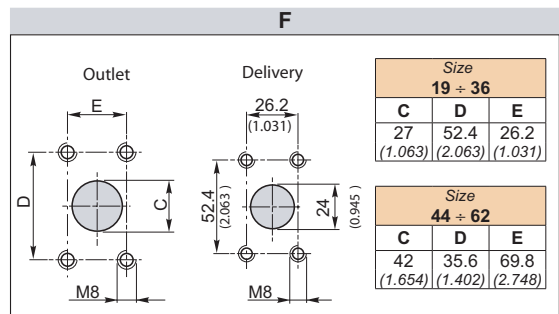 F
Outlet
E
D
C
M8
Delivery
26.2
(1.031)
52.4
(2.063 )
24
(0.945 )
M8
Size
19 ÷ 36
C D E
27 52.4 26.2
(1.063) (2.063) (1.031)
Size
44 ÷ 62
C D E
42 35.6 69.8
(1.654) (1.402) (2.748)